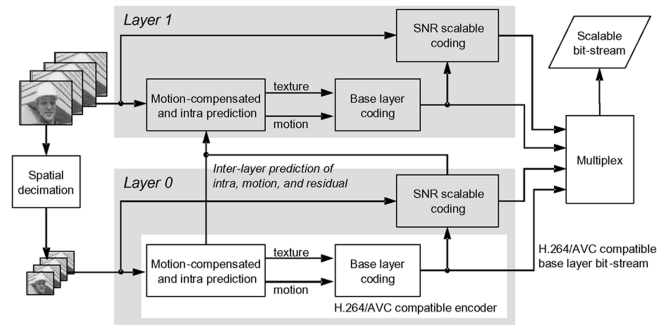 Layer 1
SNR scalable
coding
Scalable
bit-stream
Motion-compensated
and intra prediction
texture
motion
Base layer
coding
Multiplex
Spatial
decimation
Inter-layer prediction of
intra, motion, and residual
Layer 0
SNR scalable
coding
H.264/AVC compatible
base layer bit-stream
Motion-compensated
and intra prediction
texture
motion
Base layer
coding
H.264/AVC compatible encoder